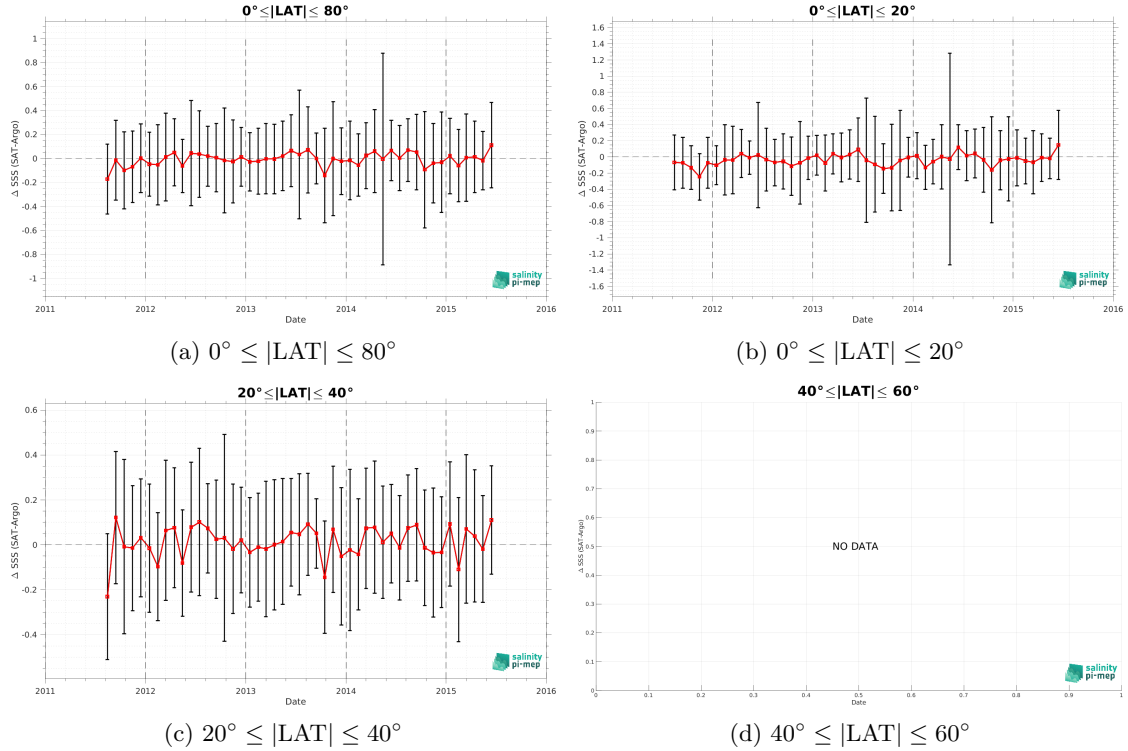 0°≤|LAT|≤ 80°
Δ SSS (SAT-Argo)
1
0.8
0.6
0.4
0.2
0
-0.2
-0.4
-0.6
-0.8
-1
2011 2012 2013 2014 2015 2016
Date
salinity
pi-mep
(a) 0° ≤ |LAT| ≤ 80°
0°≤|LAT|≤ 20°
Δ SSS (SAT-Argo)
1.6
1.4
1.2
1
0.8
0.6
0.4
0.2
0
-0.2
-0.4
-0.6
-0.8
-1
-1.2
-1.4
-1.6
2011 2012 2013 2014 2015 2016
Date
salinity
pi-mep
(b) 0° ≤ |LAT| ≤ 20°
20°≤|LAT|≤ 40°
Δ SSS (SAT-Argo)
0.6
0.4
0.2
0
-0.2
-0.4
2011 2012 2013 2014 2015 2016
Date
salinity
pi-mep
(c) 20° ≤ |LAT| ≤ 40°
40°≤|LAT|≤ 60°
Δ SSS (SAT-Argo)
1
0.9
0.8
0.7
0.6
0.5
0.4
0.3
0.2
0.1
0
NO DATA
0 0.1 0.2 0.3 0.4 0.5 0.6 0.7 0.8 0.9 1
Date
salinity
pi-mep
(d) 40° ≤ |LAT| ≤ 60°